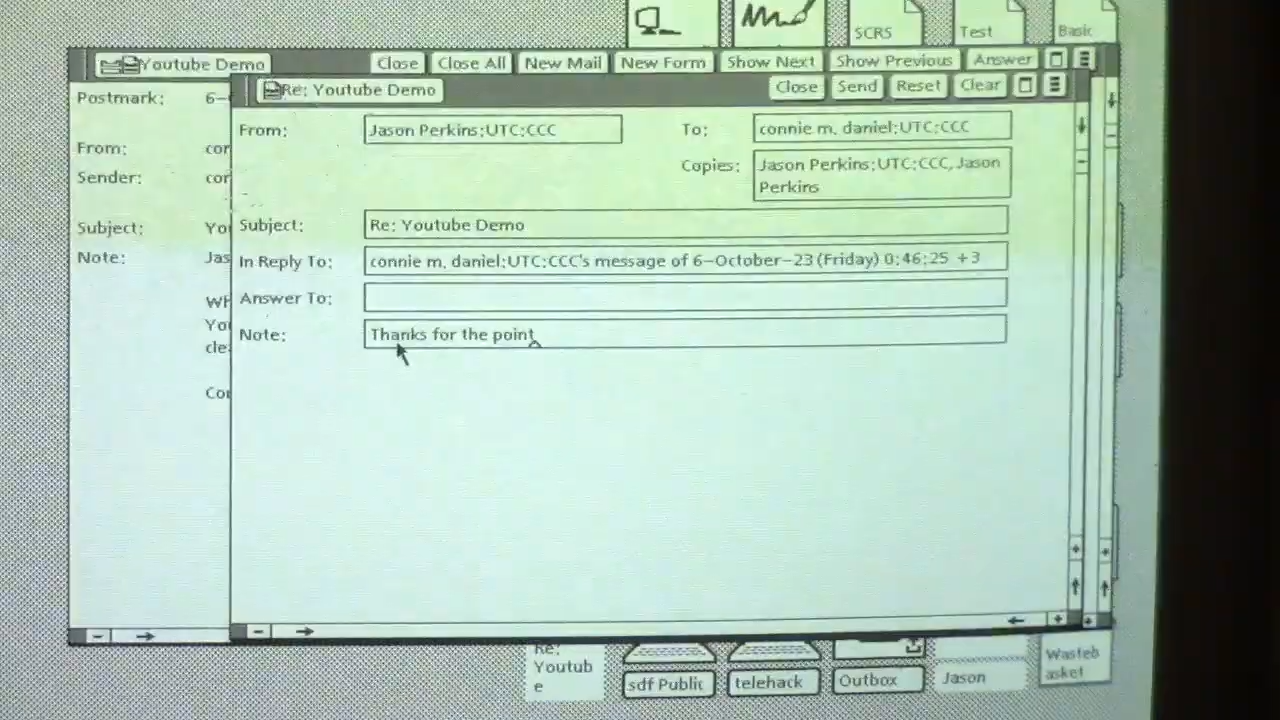 SCRS
Test
Basic
Youtube Demo
Close
Close All
New Mail
New Form
Show Next
Show Previous
Answer
Re: Youtube Demo
Close
Send
Reset
Clear
Postmark: 6-
From:
Sender:
Subject:
Note:
From: Jason Perkins:UTC:CCC
To: connie m. daniel:UTC:CCC
Copies: Jason Perkins:UTC:CCC, Jason
Perkins
Subject: Re: Youtube Demo
In Reply To: connie m. daniel:UTC:CCC's message of 6-October-23 (Friday) 0:46:25 +3
Answer To:
Note: Thanks for the point
Re:
Youtub
e
sdf Public
telehack
Outbox
Jason
Wasteb
asket